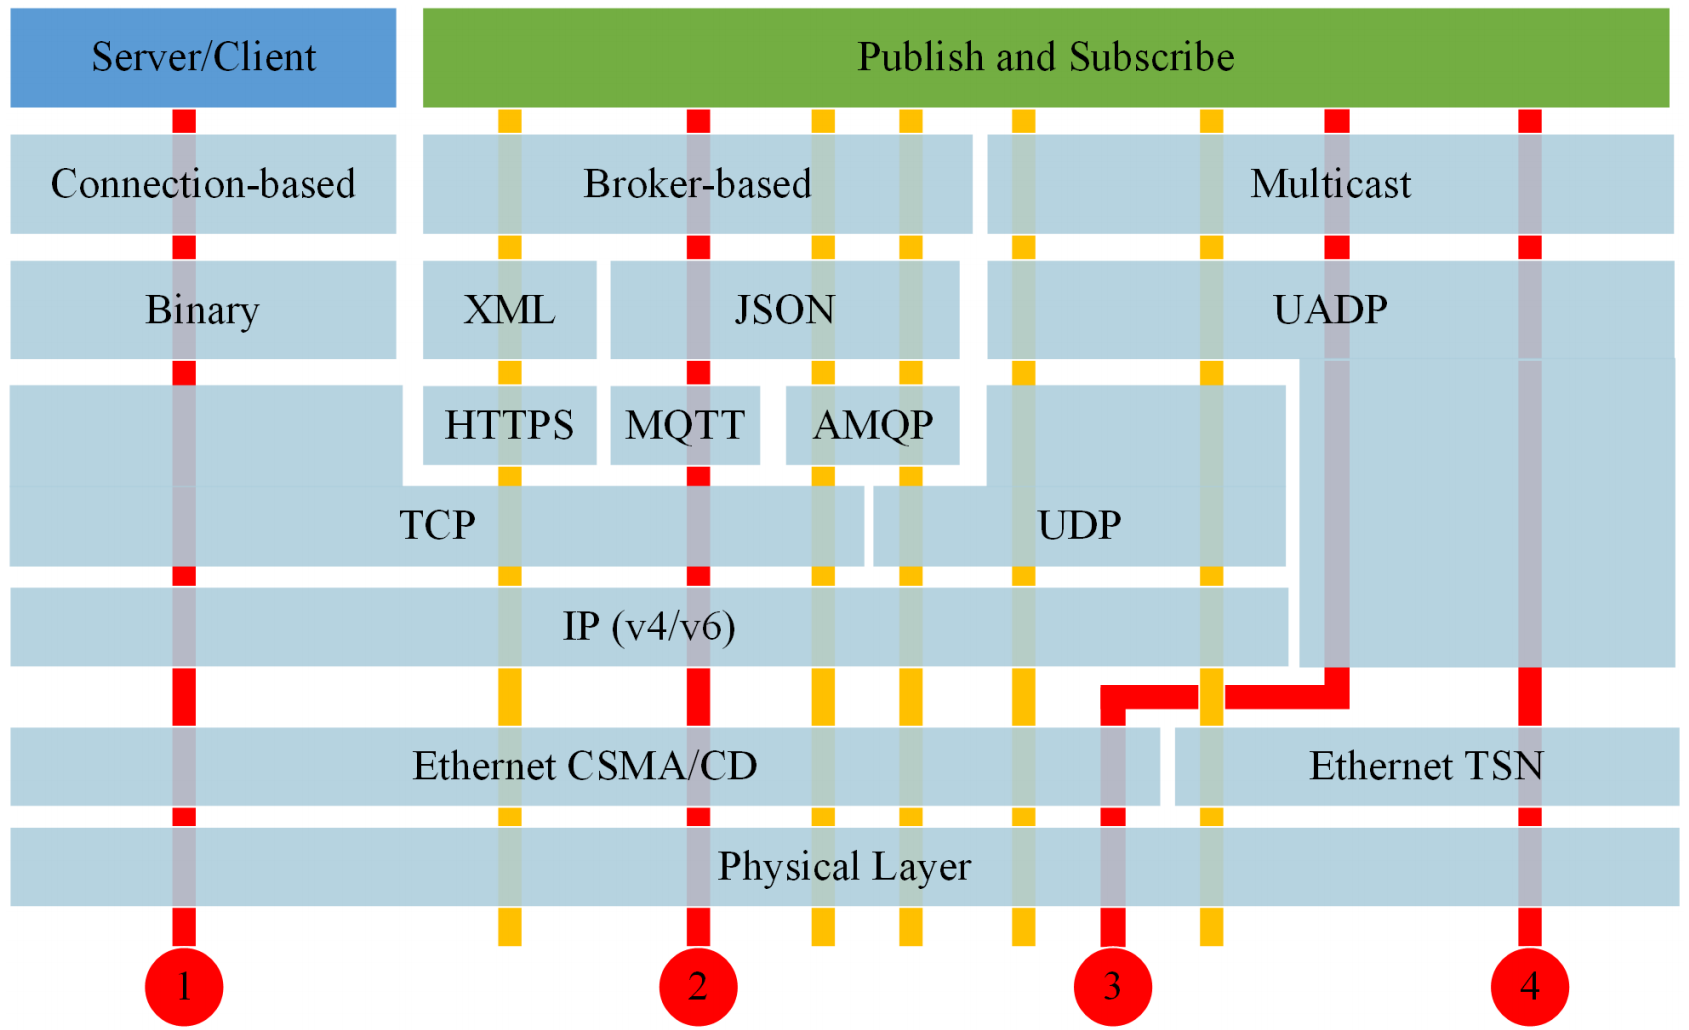 Server/Client
Publish and Subscribe
Connection-based
Broker-based
Multicast
Binary
XML
JSON
UADP
HTTPS
MQTT
AMQP
TCP
UDP
IP (v4/v6)
Ethernet CSMA/CD
Ethernet TSN
Physical Layer
1
2
3
4